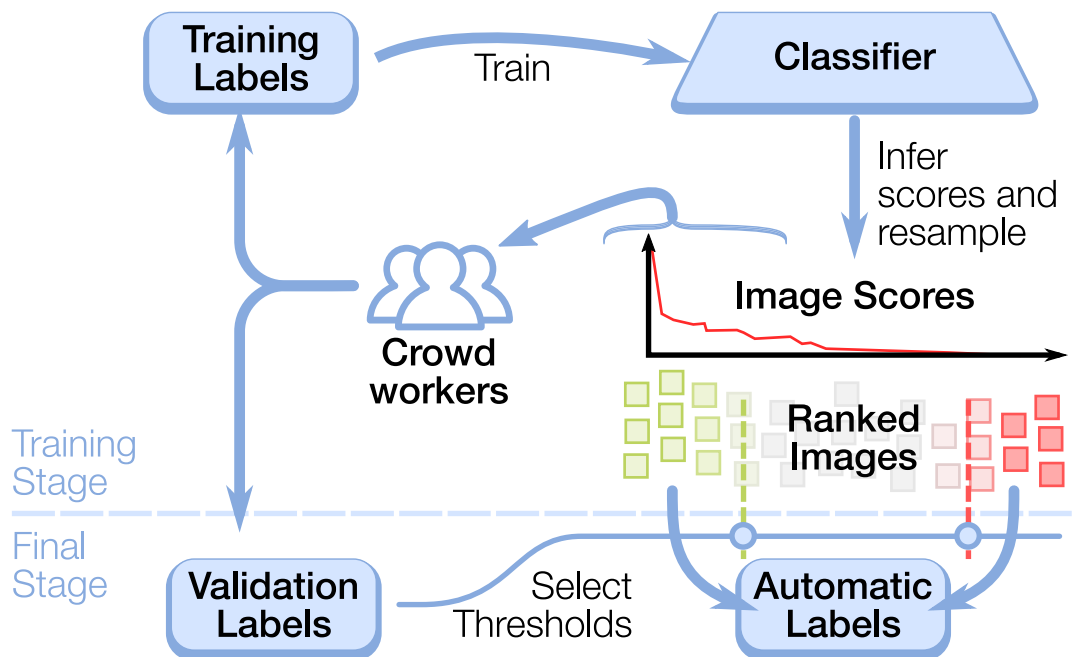 Training
Labels
Train
Classifier
Infer
scores and
resample
Image Scores
Crowd
workers
Ranked
Images
Training
Stage
Final
Stage
Validation
Labels
Select
Thresholds
Automatic
Labels